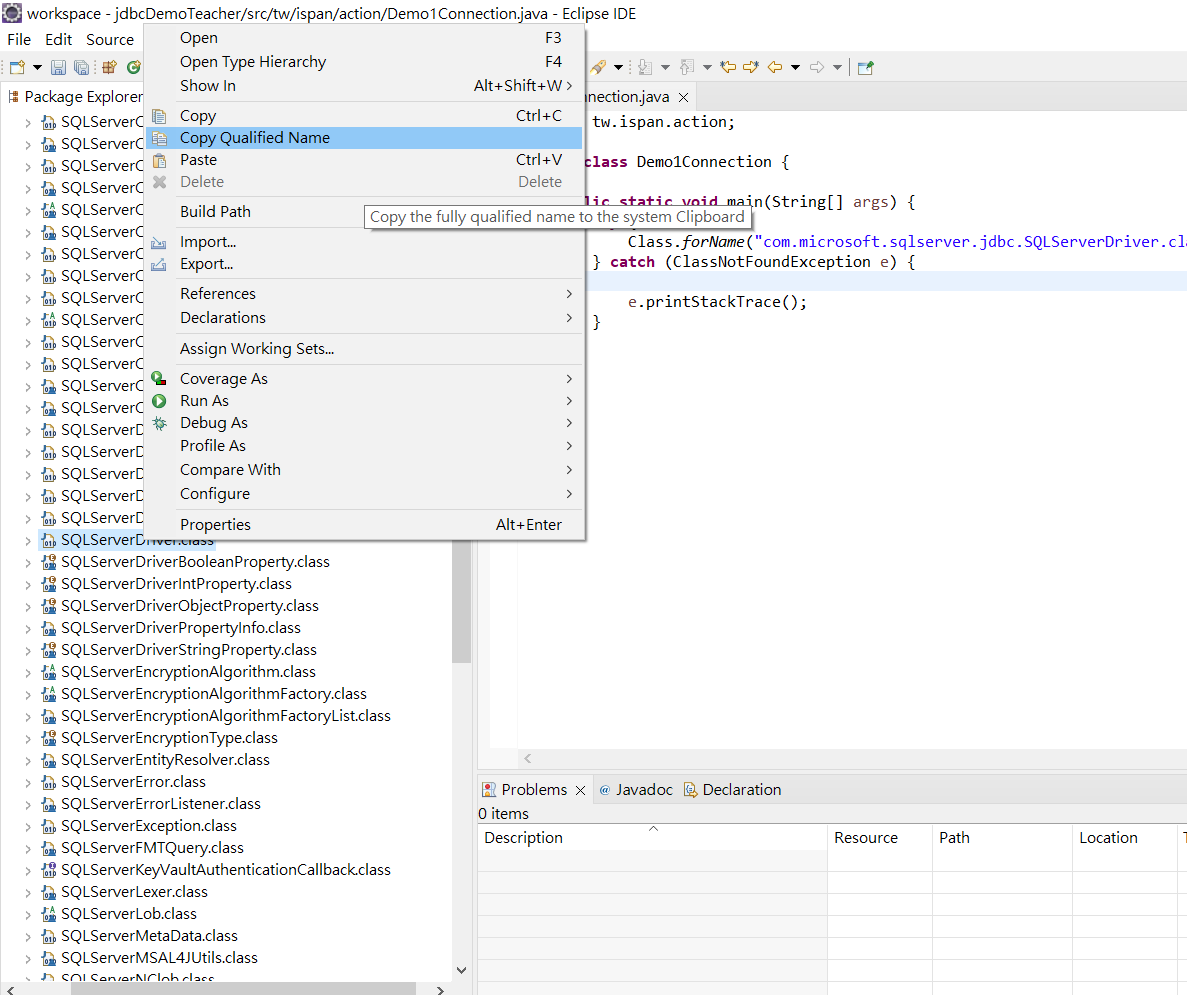 workspace - jdbcDemoTeacher/src/tw/ispan/action/Demo1Connection.java - Eclipse IDE
File Edit Source
Package Explorer
SQLServerC
SQLServerC
SQLServerC
SQLServerC
SQLServerC
SQLServerC
SQLServerC
SQLServerC
SQLServerC
SQLServerC
SQLServerC
SQLServerC
SQLServerC
SQLServerC
SQLServerD
SQLServerD
SQLServerD
SQLServerD
SQLServerD
SQLServerDriver.class
SQLServerDriverBooleanProperty.class
SQLServerDriverIntProperty.class
SQLServerDriverObjectProperty.class
SQLServerDriverPropertyInfo.class
SQLServerDriverStringProperty.class
SQLServerEncryptionAlgorithm.class
SQLServerEncryptionAlgorithmFactory.class
SQLServerEncryptionAlgorithmFactoryList.class
SQLServerEncryptionType.class
SQLServerEntityResolver.class
SQLServerError.class
SQLServerErrorListener.class
SQLServerException.class
SQLServerFMTQuery.class
SQLServerKeyVaultAuthenticationCallback.class
SQLServerLexer.class
SQLServerLob.class
SQLServerMetaData.class
SQLServerMSAL4JUtils.class
SQLServerNClob.class
Open F3
Open Type Hierarchy F4
Show In Alt+Shift+W >
Copy Ctrl+C
Copy Qualified Name
Paste Ctrl+V
Delete Delete
Build Path
Copy the fully qualified name to the system Clipboard
Import...
Export...
References
Declarations
Assign Working Sets...
Coverage As
Run As
Debug As
Profile As
Compare With
Configure
Properties Alt+Enter
nnection.java
tw.ispan.action;
class Demo1Connection {
lic static void main(String[] args) {
Class.forName("com.microsoft.sqlserver.jdbc.SQLServerDriver.cla
} catch (ClassNotFoundException e) {
e.printStackTrace();
}
Problems @ Javadoc Declaration
0 items
Description Resource Path Location